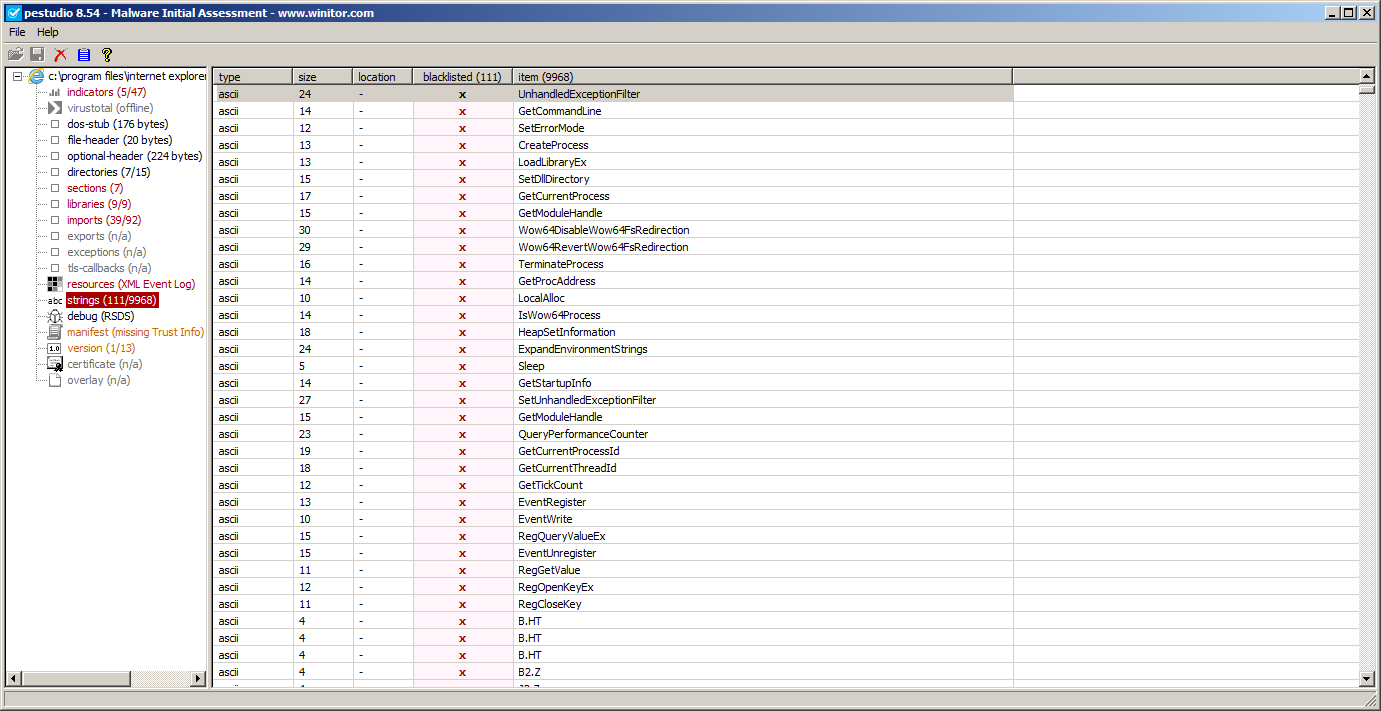 pestudio 8.54 - Malware Initial Assessment - www.winitor.com
File Help
c:\program files\internet explorer
indicators (5/47)
virustotal (offline)
dos-stub (176 bytes)
file-header (20 bytes)
optional-header (224 bytes)
directories (7/15)
sections (7)
libraries (9/9)
imports (39/92)
exports (n/a)
exceptions (n/a)
tls-callbacks (n/a)
resources (XML Event Log)
abc strings (111/9968)
debug (RSDS)
manifest (missing Trust Info)
1.0 version (1/13)
certificate (n/a)
overlay (n/a)
type size location blacklisted (111) item (9968)
ascii 24 - x UnhandledExceptionFilter
ascii 14 - x GetCommandLine
ascii 12 - x SetErrorMode
ascii 13 - x CreateProcess
ascii 13 - x LoadLibraryEx
ascii 15 - x SetDllDirectory
ascii 17 - x GetCurrentProcess
ascii 15 - x GetModuleHandle
ascii 30 - x Wow64DisableWow64FsRedirection
ascii 29 - x Wow64RevertWow64FsRedirection
ascii 16 - x TerminateProcess
ascii 14 - x GetProcAddress
ascii 10 - x LocalAlloc
ascii 14 - x IsWow64Process
ascii 18 - x HeapSetInformation
ascii 24 - x ExpandEnvironmentStrings
ascii 5 - x Sleep
ascii 14 - x GetStartupInfo
ascii 27 - x SetUnhandledExceptionFilter
ascii 15 - x GetModuleHandle
ascii 23 - x QueryPerformanceCounter
ascii 19 - x GetCurrentProcessId
ascii 18 - x GetCurrentThreadId
ascii 12 - x GetTickCount
ascii 13 - x EventRegister
ascii 10 - x EventWrite
ascii 15 - x RegQueryValueEx
ascii 15 - x EventUnregister
ascii 11 - x RegGetValue
ascii 12 - x RegOpenKeyEx
ascii 11 - x RegCloseKey
ascii 4 - x B.HT
ascii 4 - x B.HT
ascii 4 - x B.HT
ascii 4 - x B2.Z